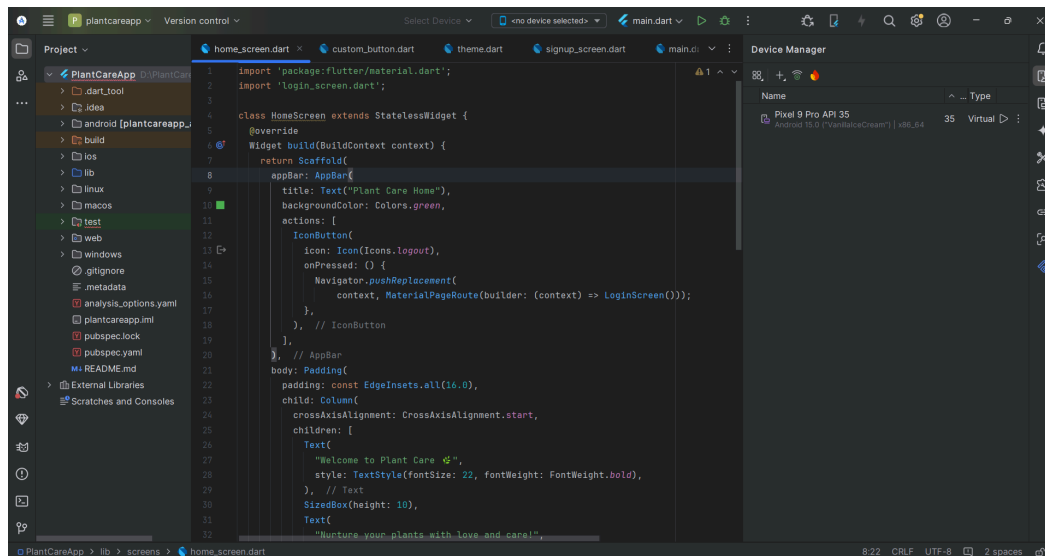 P plantcareapp Version control Select Device <no device selected> main.dart
Project
home_screen.dart custom_button.dart theme.dart signup_screen.dart main.d
Device Manager
PlantCareApp D:\PlantCare
.dart_tool
.idea
android [plantcareapp_
build
ios
lib
linux
macos
test
web
windows
.gitignore
.metadata
analysis_options.yaml
plantcareapp.iml
pubspec.lock
pubspec.yaml
M↓ README.md
External Libraries
Scratches and Consoles
1 import 'package:flutter/material.dart';
2 import 'login_screen.dart';
3
4 class HomeScreen extends StatelessWidget {
5 @override
6 Widget build(BuildContext context) {
7 return Scaffold(
8 appBar: AppBar(
9 title: Text("Plant Care Home"),
10 backgroundColor: Colors.green,
11 actions: [
12 IconButton(
13 icon: Icon(Icons.logout),
14 onPressed: () {
15 Navigator.pushReplacement(
16 context, MaterialPageRoute(builder: (context) => LoginScreen()));
17 },
18 ), // IconButton
19 ],
20 ), // AppBar
21 body: Padding(
22 padding: const EdgeInsets.all(16.0),
23 child: Column(
24 crossAxisAlignment: CrossAxisAlignment.start,
25 children: [
26 Text(
27 "Welcome to Plant Care 🌿",
28 style: TextStyle(fontSize: 22, fontWeight: FontWeight.bold),
29 ), // Text
30 SizedBox(height: 10),
31 Text(
32 "Nurture your plants with love and care!",
1
Name ... Type
Pixel 9 Pro API 35 35 Virtual
Android 15.0 ("VanillaIceCream") | x86_64
PlantCareApp > lib > screens > home_screen.dart
8:22 CRLF UTF-8 2 spaces